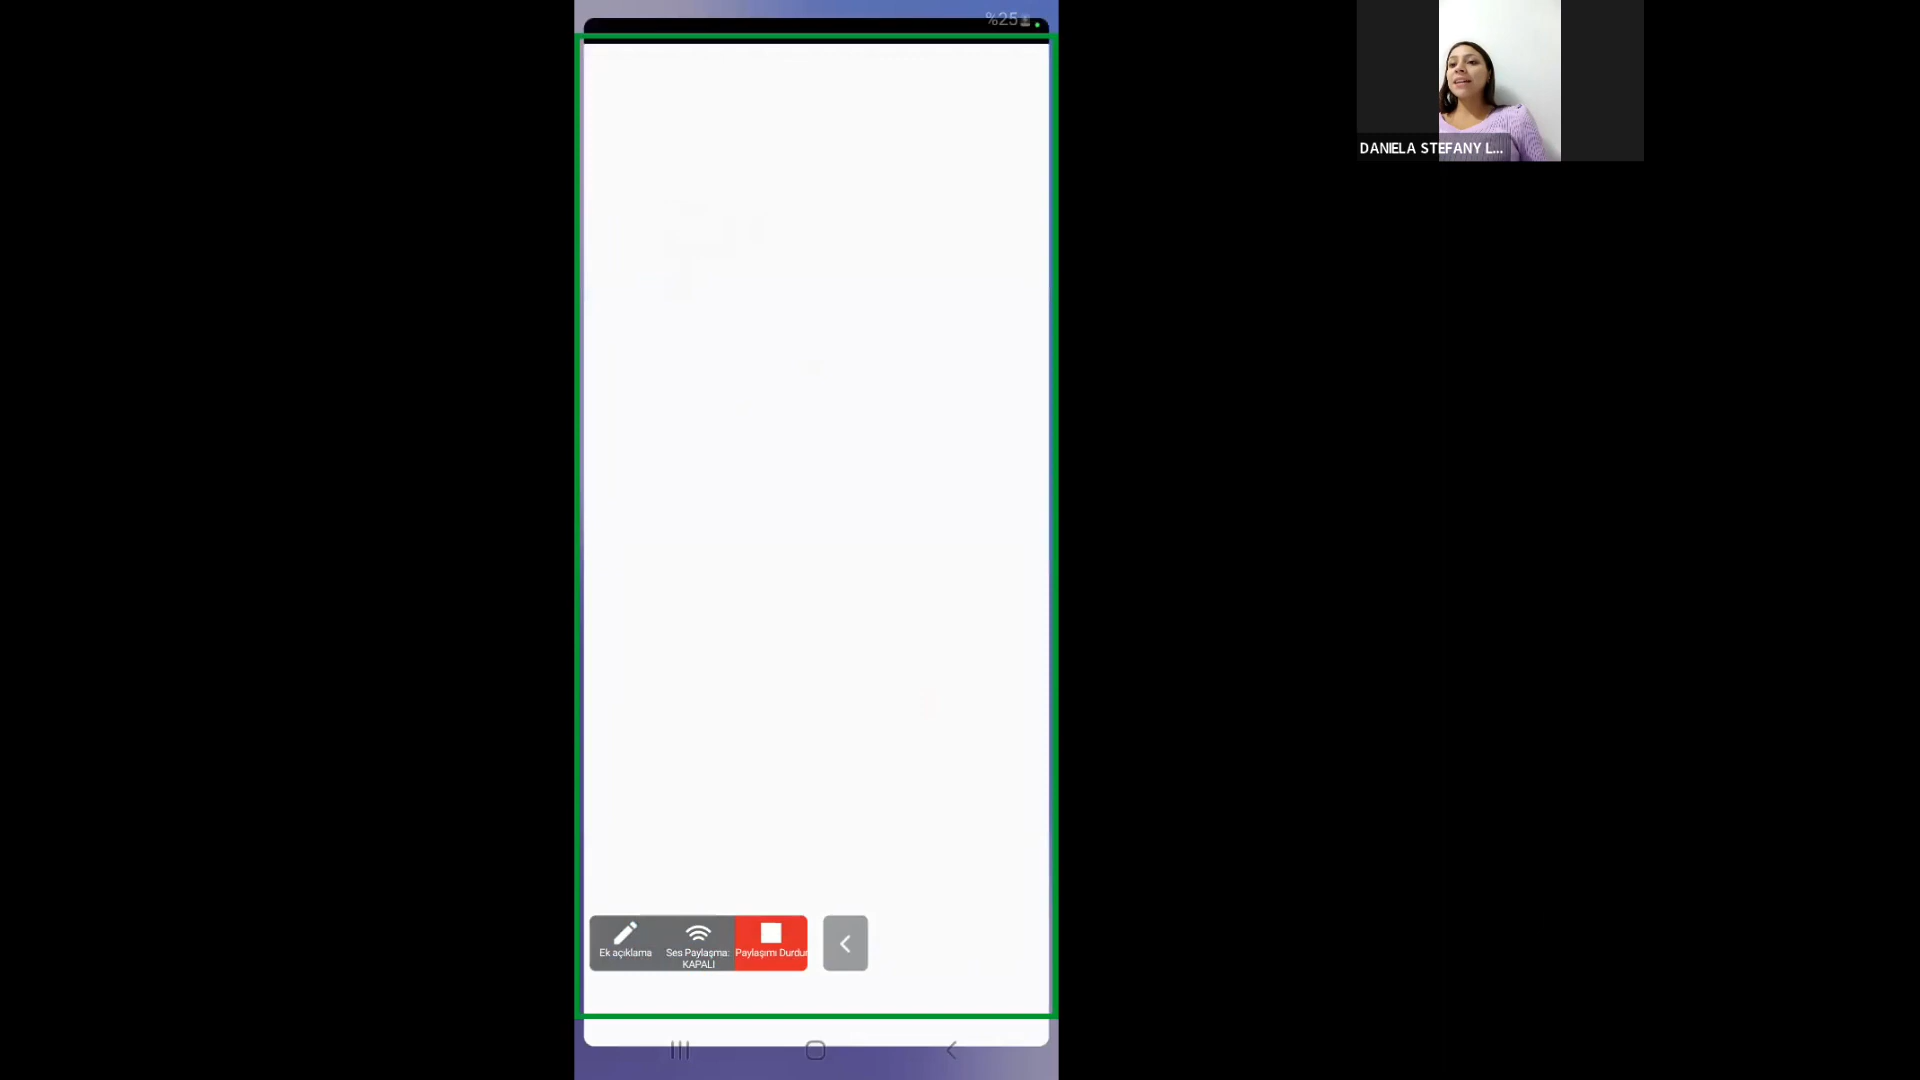 %25
DANIELA STEFANY L...
Ek açıklama
Ses Paylaşma:
KAPALI
Paylaşımı Durdur